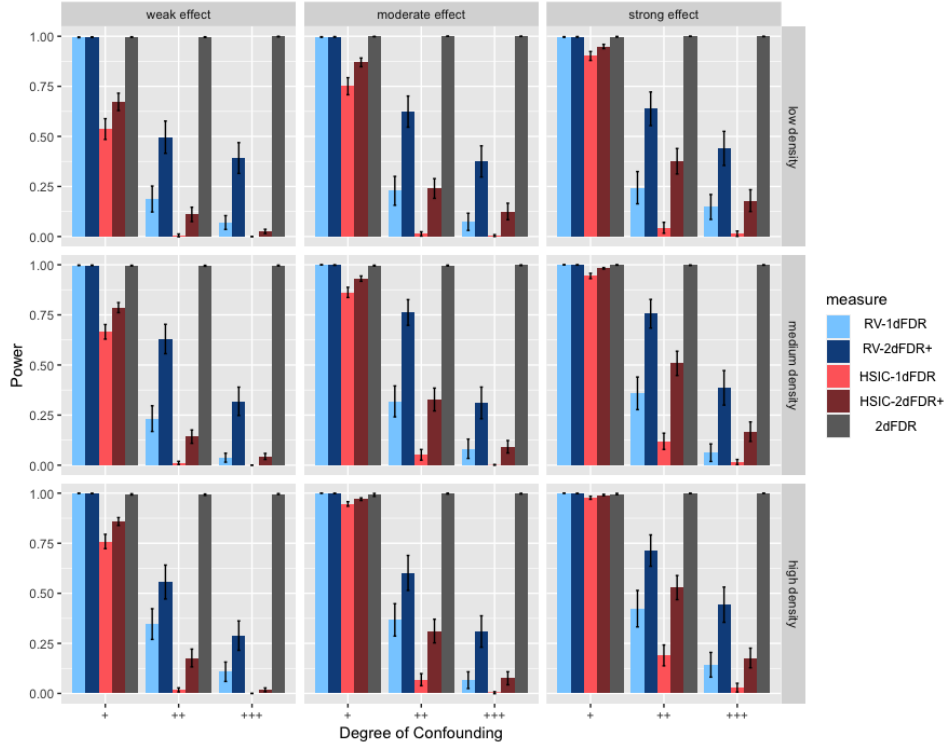 weak effect
moderate effect
strong effect
1.00
0.75
0.50
0.25
0.00
low density
1.00
0.75
0.50
0.25
0.00
medium density
1.00
0.75
0.50
0.25
0.00
high density
Power
+
++
+++
+
++
+++
+
++
+++
Degree of Confounding
measure
RV-1dFDR
RV-2dFDR+
HSIC-1dFDR
HSIC-2dFDR+
2dFDR